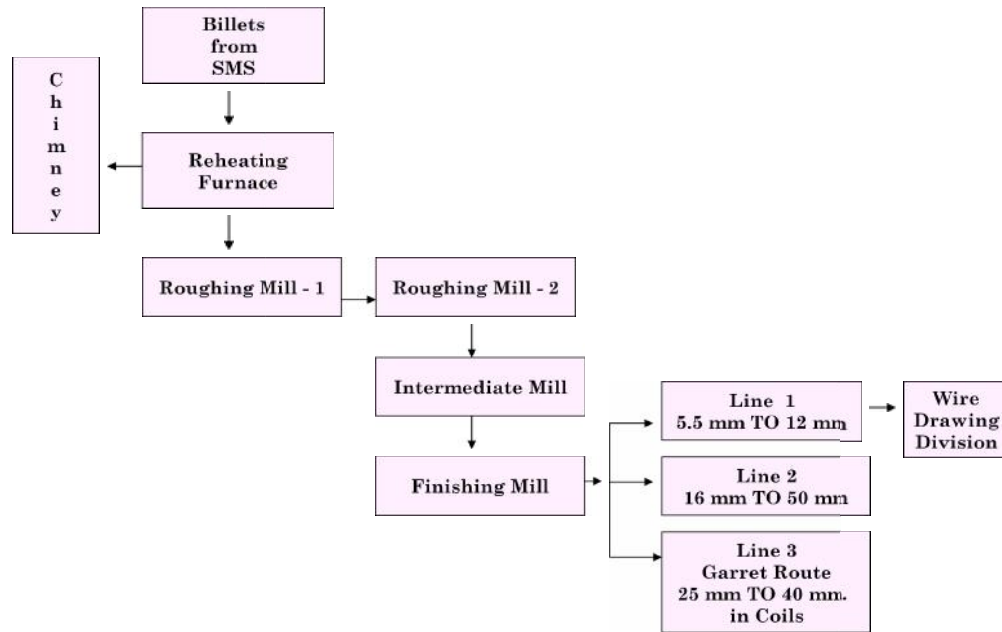 Billets
from
SMS
C
h
i
m
n
e
y
Reheating
Furnace
Roughing Mill - 1
Roughing Mill - 2
Intermediate Mill
Finishing Mill
Line 1
5.5 mm TO 12 mm
Wire
Drawing
Division
Line 2
16 mm TO 50 mm
Line 3
Garret Route
25 mm TO 40 mm.
in Coils